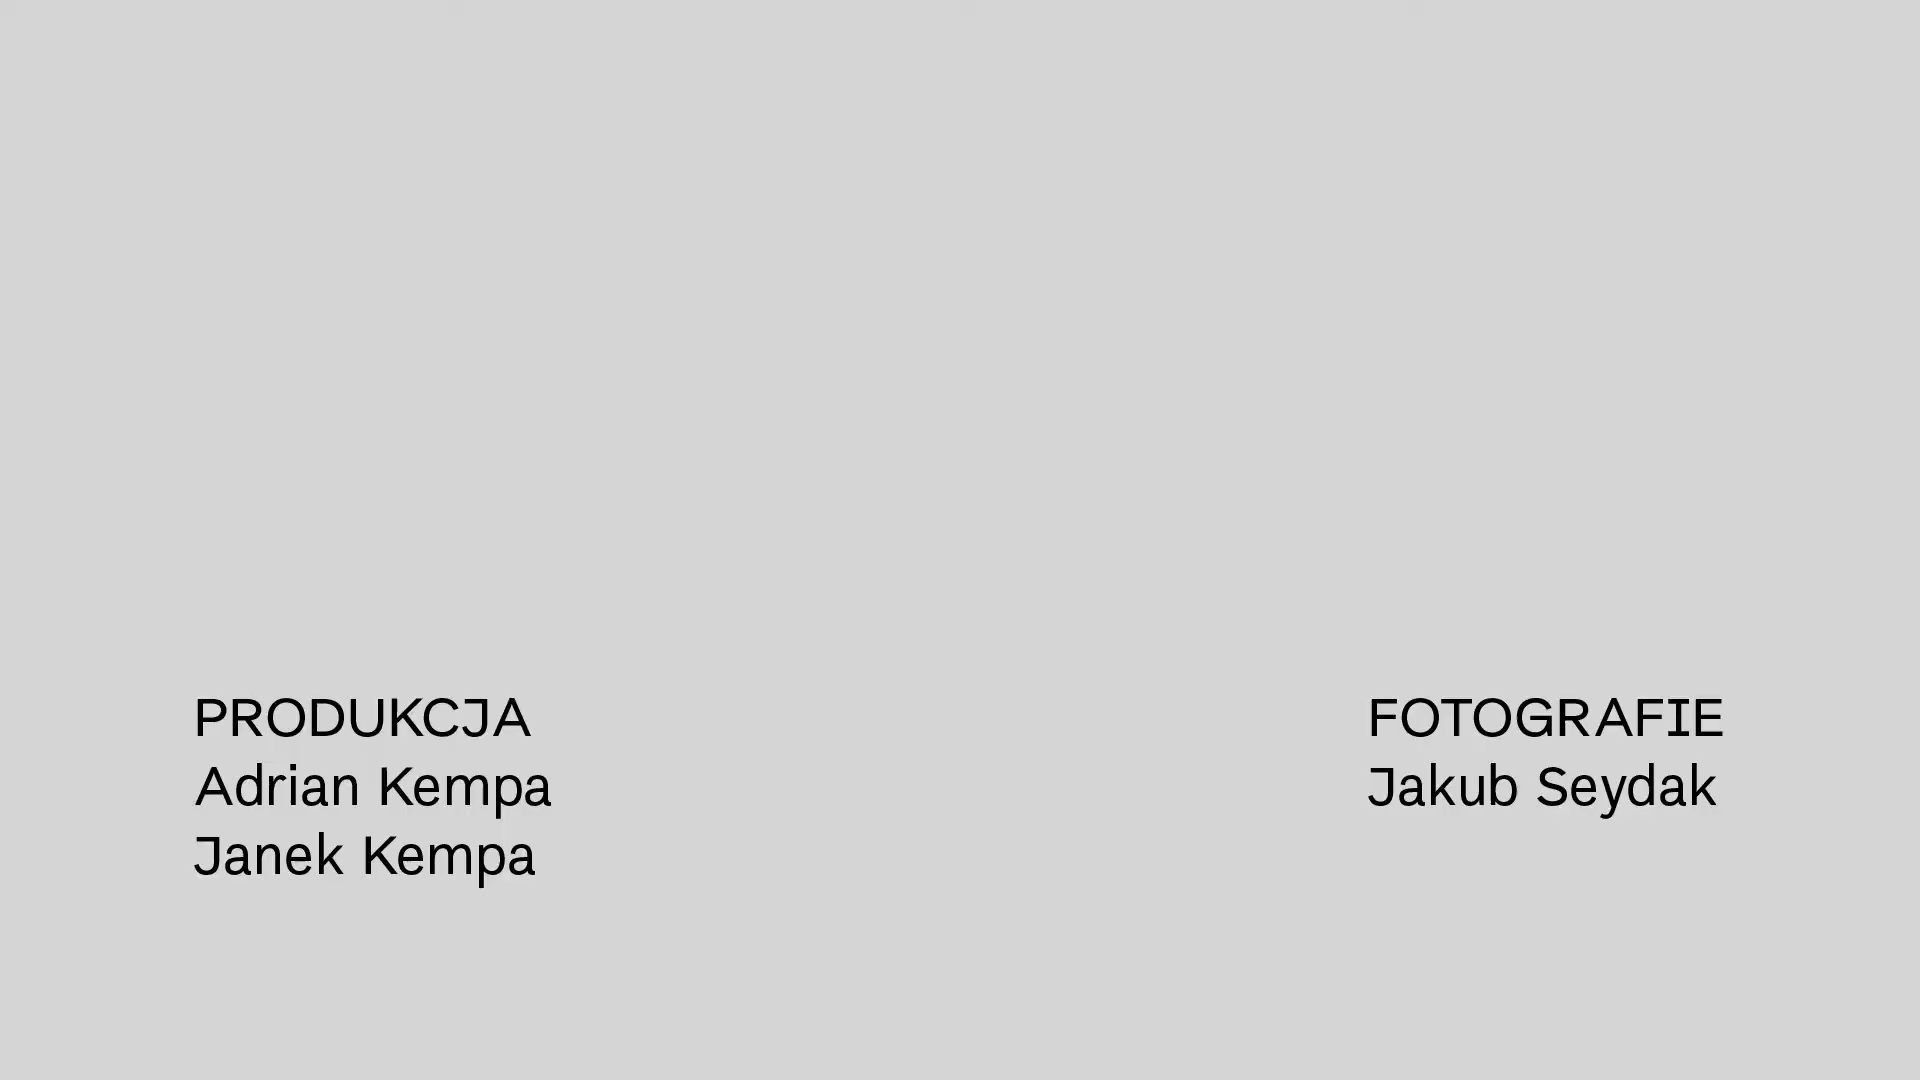 PRODUKCJA
Adrian Kempa
Janek Kempa
FOTOGRAFIE
Jakub Seydak